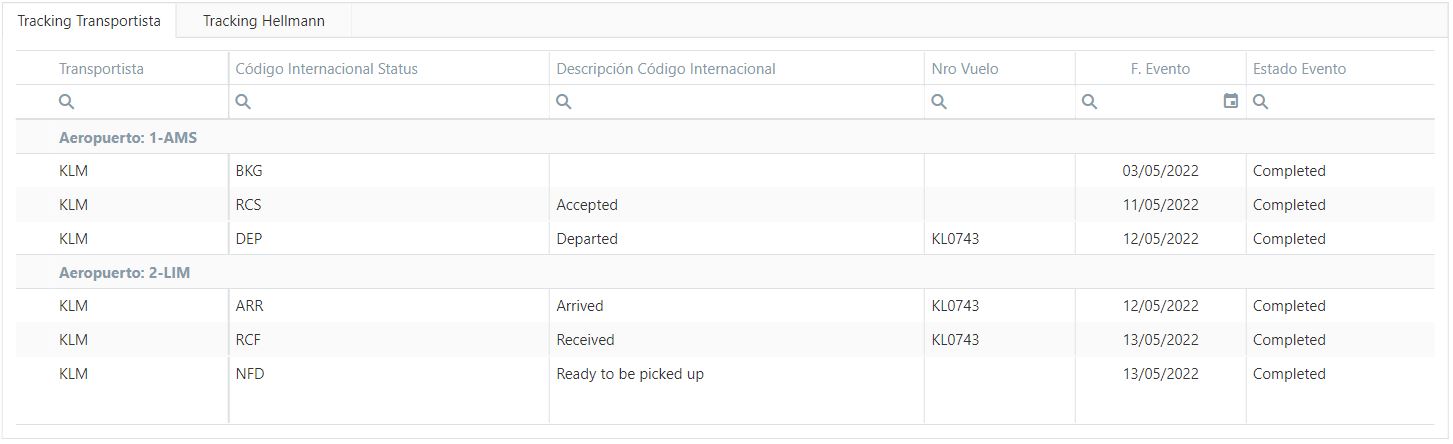 Tracking Transportista Tracking Hellmann
Transportista Código Internacional Status Descripción Código Internacional Nro Vuelo F. Evento Estado Evento
Aeropuerto: 1-AMS
KLM BKG 03/05/2022 Completed
KLM RCS Accepted 11/05/2022 Completed
KLM DEP Departed KL0743 12/05/2022 Completed
Aeropuerto: 2-LIM
KLM ARR Arrived KL0743 12/05/2022 Completed
KLM RCF Received KL0743 13/05/2022 Completed
KLM NFD Ready to be picked up 13/05/2022 Completed